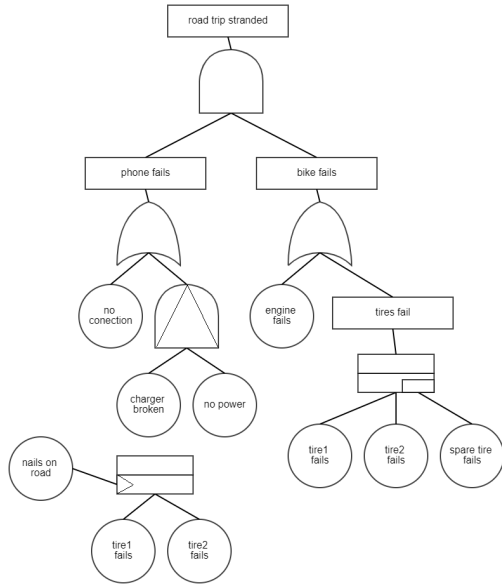 road trip stranded
phone fails
bike fails
no
conection
engine
fails
tires fail
charger
broken
no power
tire1
fails
tire2
fails
spare tire
fails
nails on
road
tire1
fails
tire2
fails